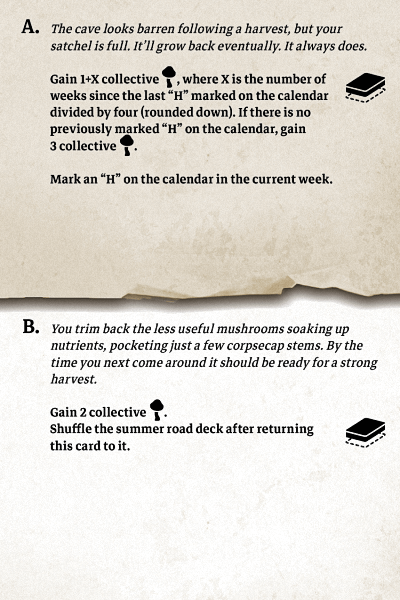 A. The cave looks barren following a harvest, but your
satchel is full. It’ll grow back eventually. It always does.
Gain 1+X collective , where X is the number of
weeks since the last “H” marked on the calendar
divided by four (rounded down). If there is no
previously marked “H” on the calendar, gain
3 collective .
Mark an “H” on the calendar in the current week.
B. You trim back the less useful mushrooms soaking up
nutrients, pocketing just a few corpsecap stems. By the
time you next come around it should be ready for a strong
harvest.
Gain 2 collective .
Shuffle the summer road deck after returning
this card to it.